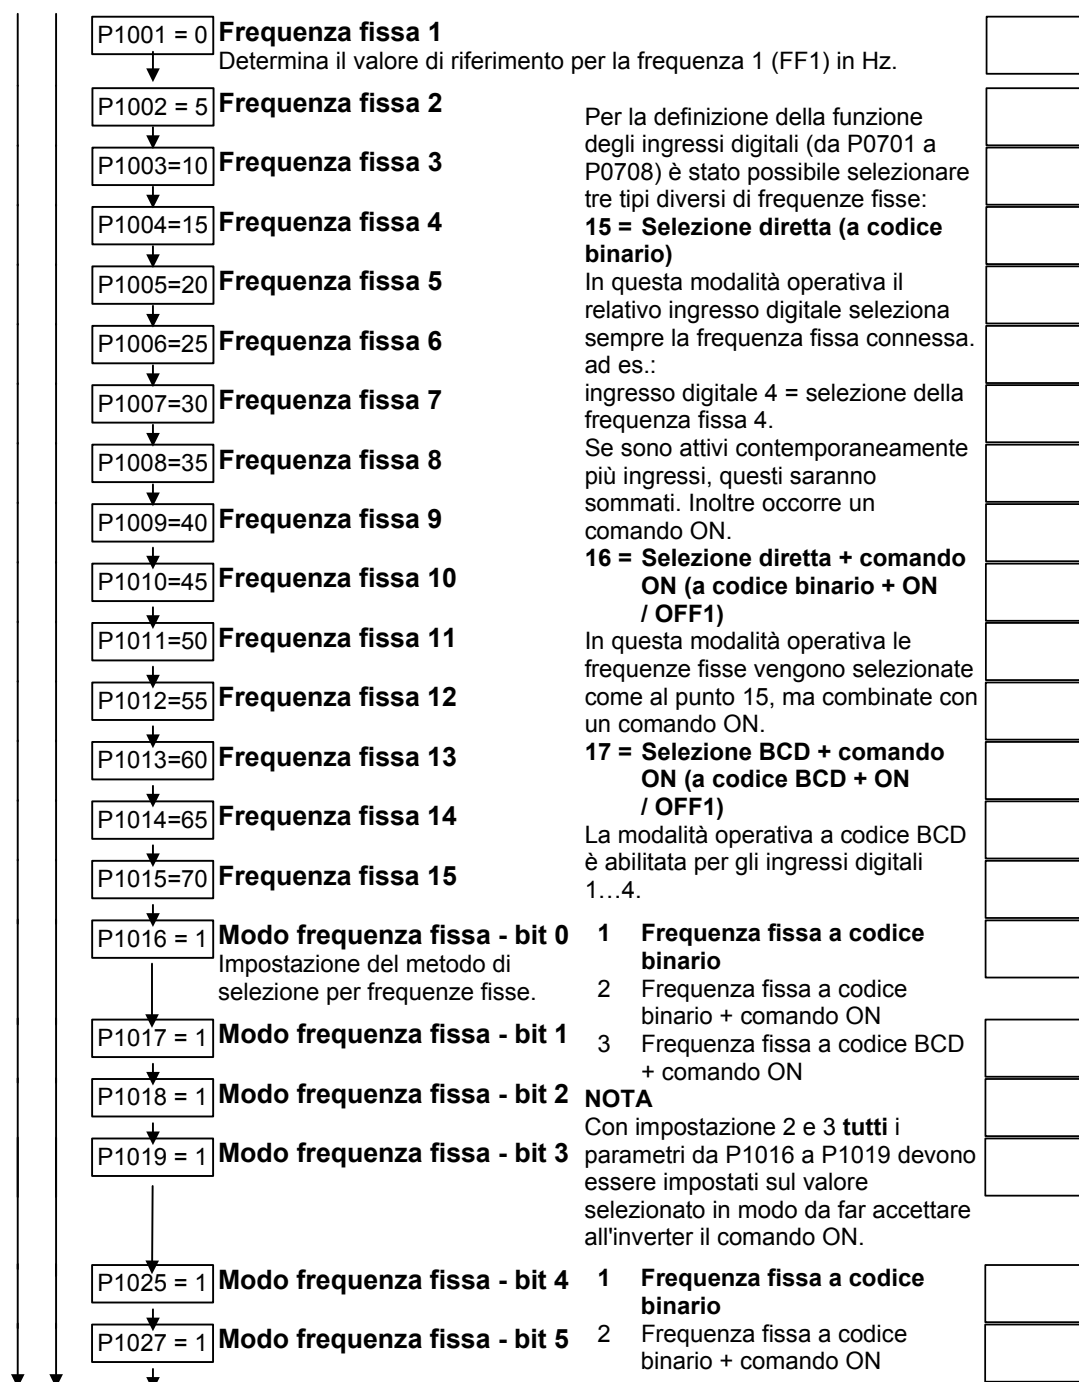 P1001 = 0 Frequenza fissa 1
Determina il valore di riferimento per la frequenza 1 (FF1) in Hz.
P1002 = 5 Frequenza fissa 2
P1003=10 Frequenza fissa 3
P1004=15 Frequenza fissa 4
P1005=20 Frequenza fissa 5
P1006=25 Frequenza fissa 6
P1007=30 Frequenza fissa 7
P1008=35 Frequenza fissa 8
P1009=40 Frequenza fissa 9
P1010=45 Frequenza fissa 10
P1011=50 Frequenza fissa 11
P1012=55 Frequenza fissa 12
P1013=60 Frequenza fissa 13
P1014=65 Frequenza fissa 14
P1015=70 Frequenza fissa 15
Per la definizione della funzione
degli ingressi digitali (da P0701 a
P0708) è stato possibile selezionare
tre tipi diversi di frequenze fisse:
15 = Selezione diretta (a codice
binario)
In questa modalità operativa il
relativo ingresso digitale seleziona
sempre la frequenza fissa connessa.
ad es.:
ingresso digitale 4 = selezione della
frequenza fissa 4.
Se sono attivi contemporaneamente
più ingressi, questi saranno
sommati. Inoltre occorre un
comando ON.
16 = Selezione diretta + comando
ON (a codice binario + ON
/ OFF1)
In questa modalità operativa le
frequenze fisse vengono selezionate
come al punto 15, ma combinate con
un comando ON.
17 = Selezione BCD + comando
ON (a codice BCD + ON
/ OFF1)
La modalità operativa a codice BCD
è abilitata per gli ingressi digitali
1…4.
P1016 = 1 Modo frequenza fissa - bit 0
Impostazione del metodo di
selezione per frequenze fisse.
P1017 = 1 Modo frequenza fissa - bit 1
P1018 = 1 Modo frequenza fissa - bit 2
P1019 = 1 Modo frequenza fissa - bit 3
1 Frequenza fissa a codice
binario
2 Frequenza fissa a codice
binario + comando ON
3 Frequenza fissa a codice BCD
+ comando ON
NOTA
Con impostazione 2 e 3 tutti i
parametri da P1016 a P1019 devono
essere impostati sul valore
selezionato in modo da far accettare
all'inverter il comando ON.
P1025 = 1 Modo frequenza fissa - bit 4
P1027 = 1 Modo frequenza fissa - bit 5
1 Frequenza fissa a codice
binario
2 Frequenza fissa a codice
binario + comando ON